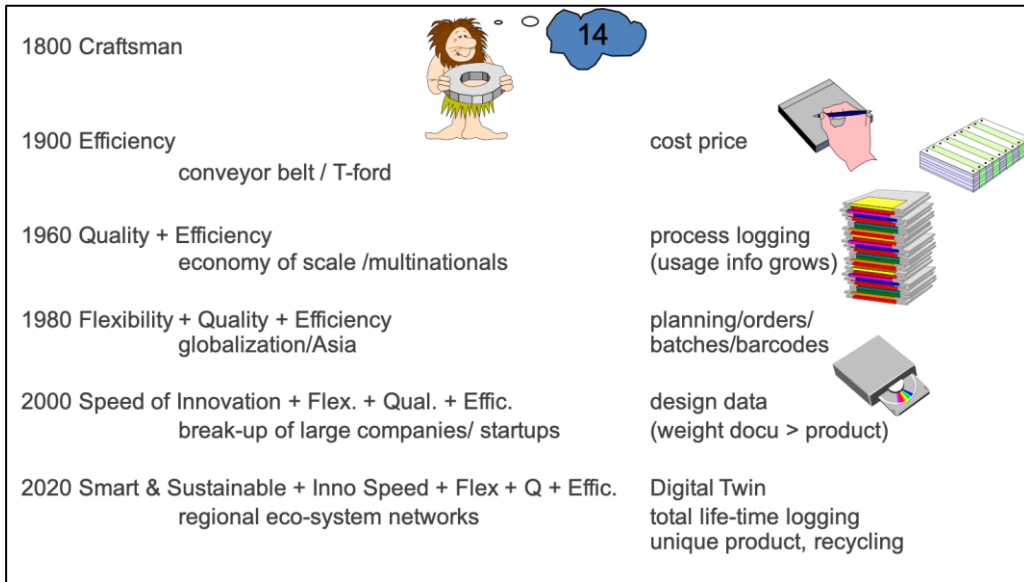 14
1800 Craftsman
1900 Efficiency
conveyor belt / T-ford
cost price
1960 Quality + Efficiency
economy of scale /multinationals
process logging
(usage info grows)
1980 Flexibility + Quality + Efficiency
globalization/Asia
planning/orders/
batches/barcodes
2000 Speed of Innovation + Flex. + Qual. + Effic.
break-up of large companies/ startups
design data
(weight docu > product)
2020 Smart & Sustainable + Inno Speed + Flex + Q + Effic.
regional eco-system networks
Digital Twin
total life-time logging
unique product, recycling